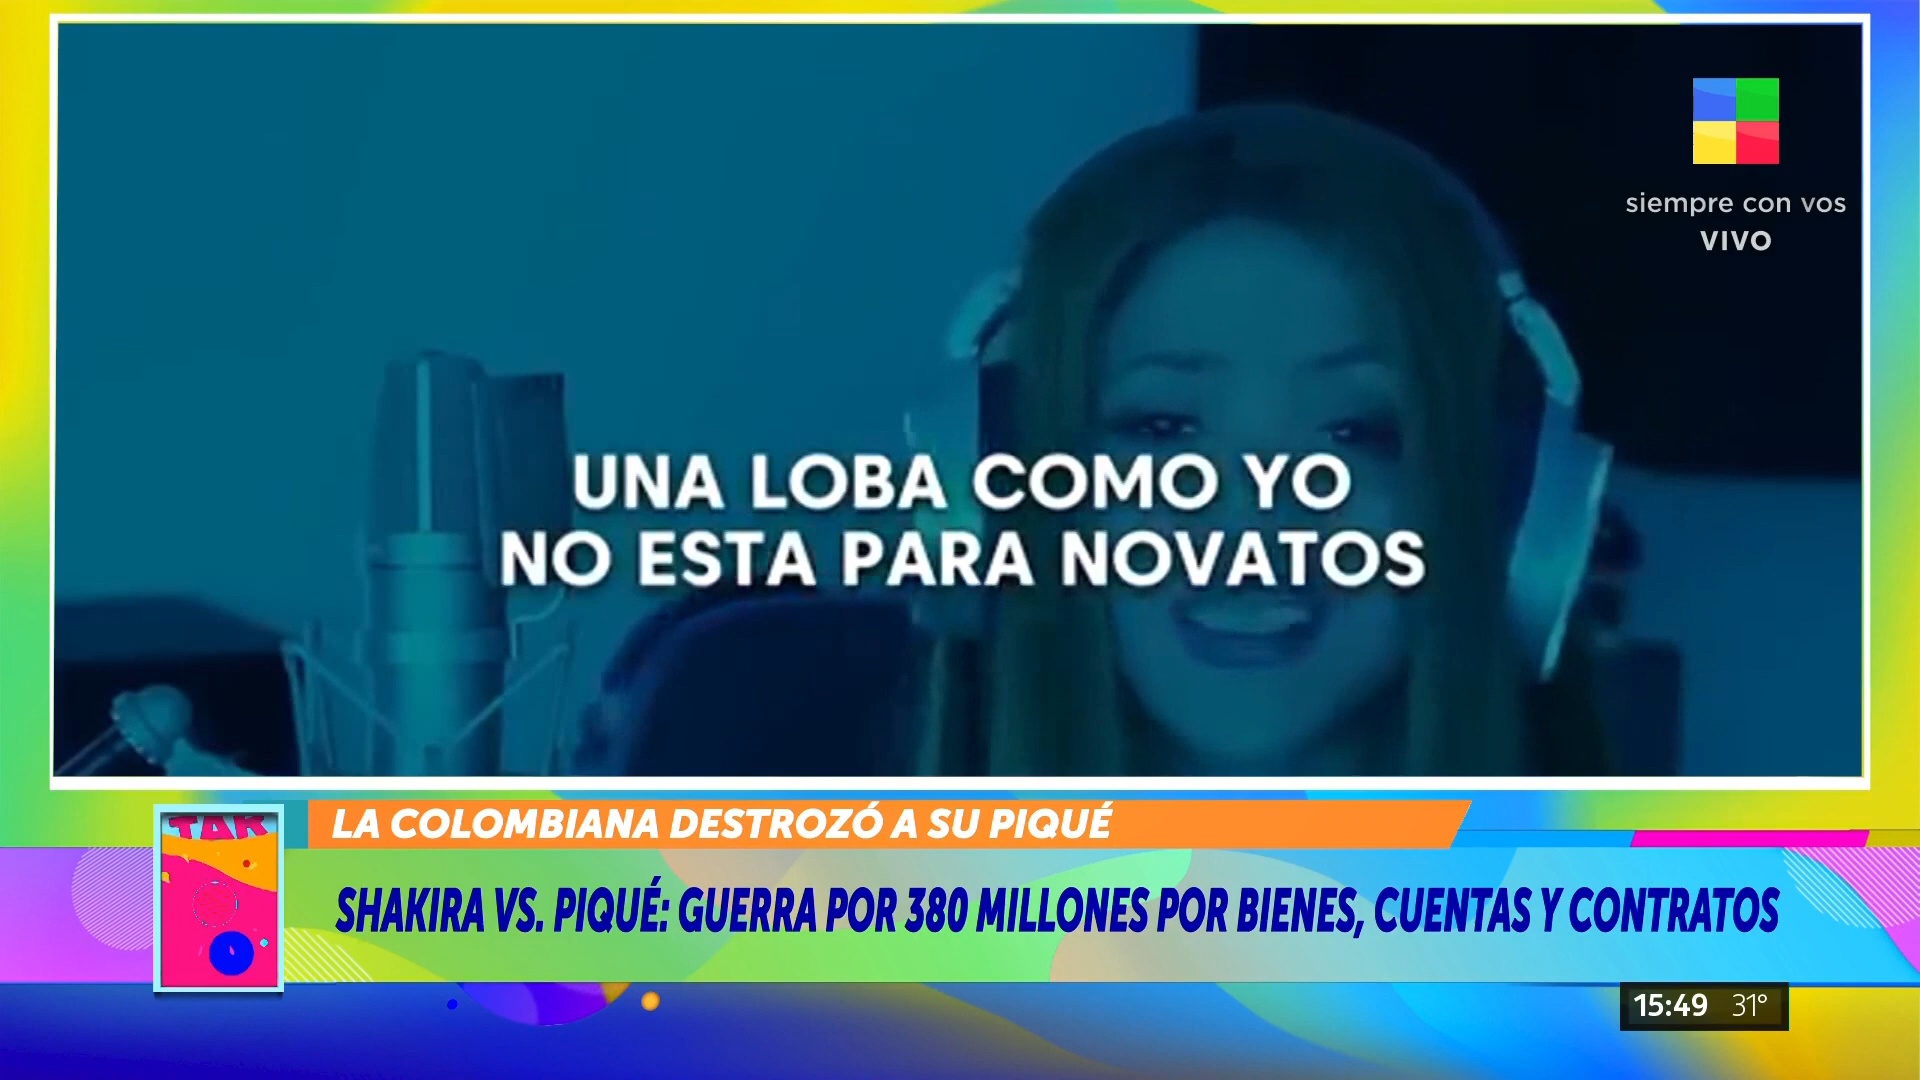 siempre con vos
VIVO
UNA LOBA COMO YO
NO ESTA PARA NOVATOS
TAR
LA COLOMBIANA DESTROZÓ A SU PIQUÉ
SHAKIRA VS. PIQUÉ: GUERRA POR 380 MILLONES POR BIENES, CUENTAS Y CONTRATOS
15:49 31°